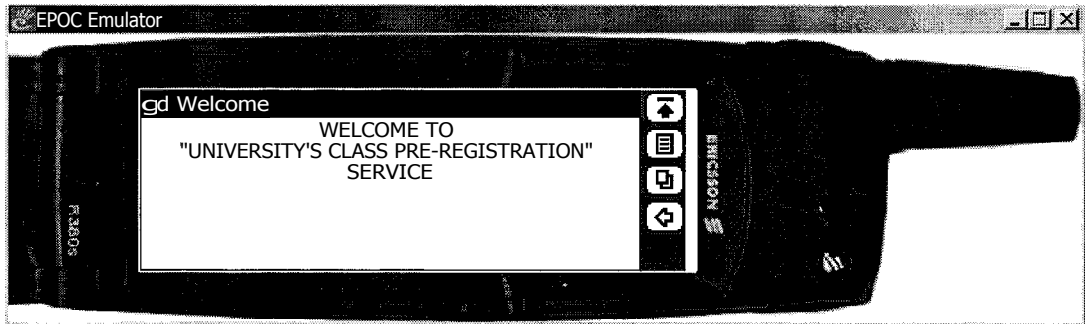 EPOC Emulator
gd Welcome
WELCOME TO
"UNIVERSITY'S CLASS PRE-REGISTRATION"
SERVICE
ERICSSON
R380s